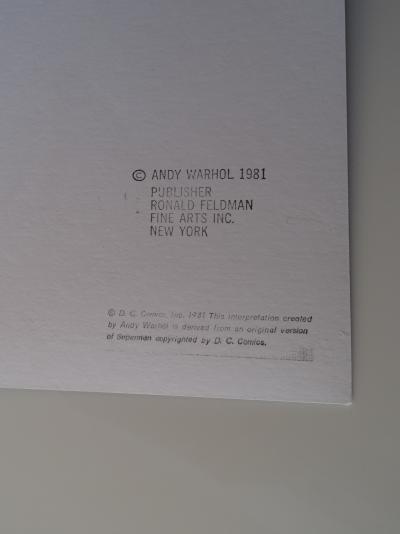 © ANDY WARHOL 1981
PUBLISHER
RONALD FELDMAN
FINE ARTS INC.
NEW YORK
© D. C. Comics, Inc. 1981 This interpretation created
by Andy Warhol is derived from an original version
of Superman copyrighted by D. C. Comics.